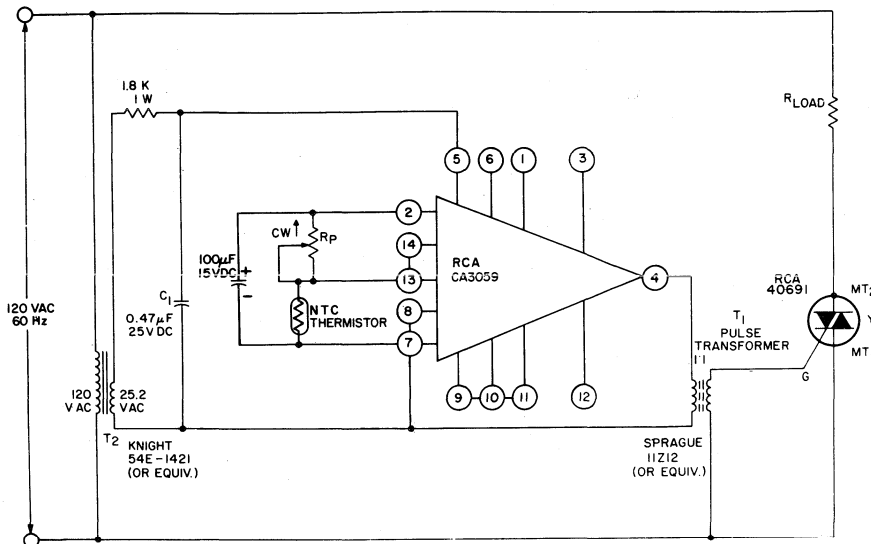 1.8 K
1 W
RLOAD
5
6
1
3
2
CW
RP
14
100µF
15VDC
+
-
13
RCA
CA3059
4
RCA
40691
MT2
120 VAC
60 Hz
C1
0.47µF
25VDC
NTC
THERMISTOR
8
7
T1
PULSE
TRANSFORMER
1:1
Y
MT
G
9
10
11
12
120
VAC
25.2
VAC
T2
KNIGHT
54E-1421
(OR EQUIV.)
SPRAGUE
11Z12
(OR EQUIV.)